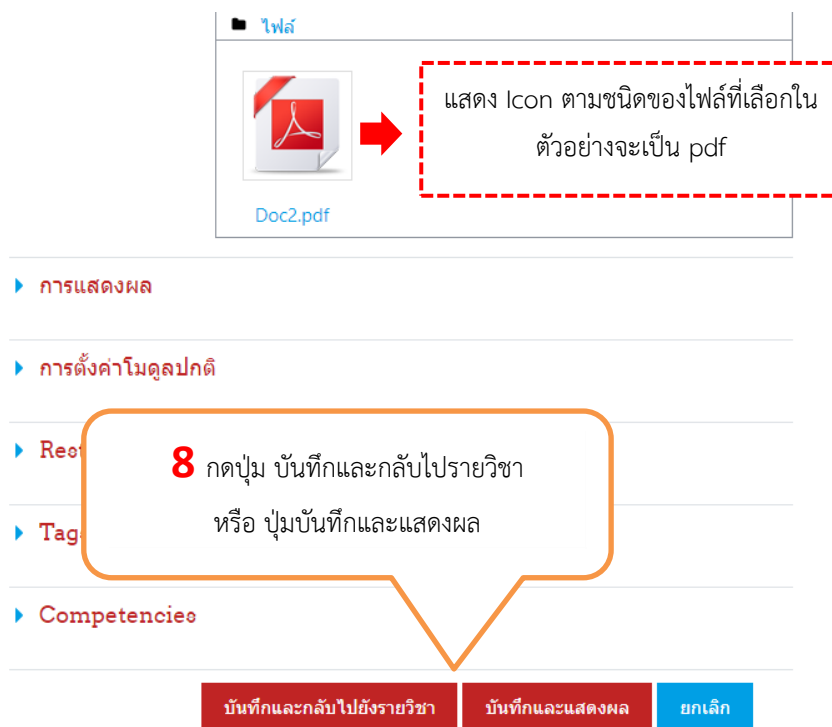 ไฟล์
แสดง Icon ตามชนิดของไฟล์ที่เลือกใน
ตัวอย่างจะเป็น pdf
Doc2.pdf
การแสดงผล
การตั้งค่าโมดูลปกติ
8 กดปุ่ม บันทึกและกลับไปรายวิชา
หรือ ปุ่มบันทึกและแสดงผล
Competencies
บันทึกและกลับไปยังรายวิชา บันทึกและแสดงผล ยกเลิก